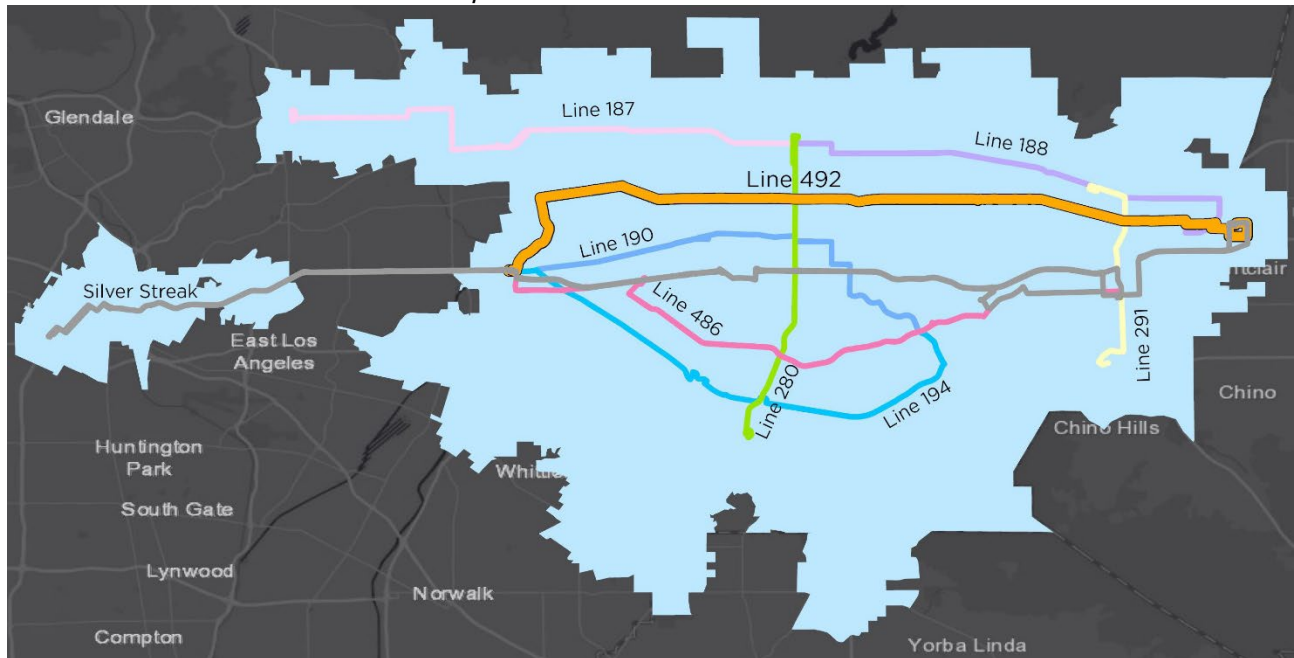 Glendale
Line 187
Line 188
Line 492
Line 190
Silver Streak
Line 486
East Los
Angeles
Line 280
Line 194
Line 291
Chino
Chino Hills
Huntington
Park
South Gate
Lynwood
Norwalk
Compton
Yorba Linda